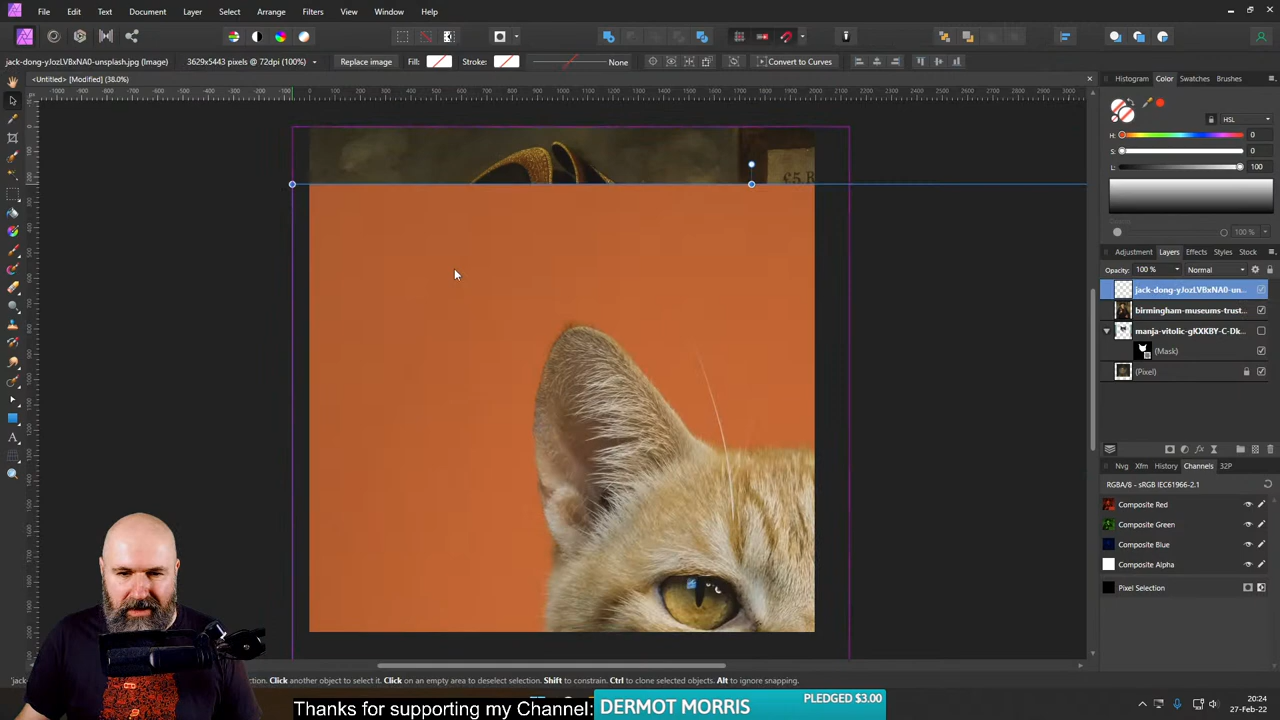 File Edit Text Document Layer Select Arrange Filters View Window Help
jack-dong-yJozLVBxNA0-unsplash.jpg (Image) 3629x5443 pixels @ 72dpi (100%) Replace image Fill: Stroke: None Convert to Curves
<Untitled> [Modified] (38.0%)
Histogram Color Swatches Brushes
HSL
H: 0
S: 0
L: 100
Opacity
100 %
Adjustment Layers Effects Styles Stock
Opacity: 100 % Normal
jack-dong-yJozLVBxNA0-un...
birmingham-museums-trust...
manja-vitolic-gKXKBY-C-Dk...
(Mask)
(Pixel)
Nvg Xfm History Channels 32P
RGBA/8 - sRGB IEC61966-2.1
Composite Red
Composite Green
Composite Blue
Composite Alpha
Pixel Selection
£5 R
Click another object to select it. Click on an empty area to deselect selection. Shift to constrain. Ctrl to cloned selected objects. Alt to ignore snapping.
Thanks for supporting my Channel: DERMOT MORRIS PLEDGED $3.00
20:24
27-Feb-22